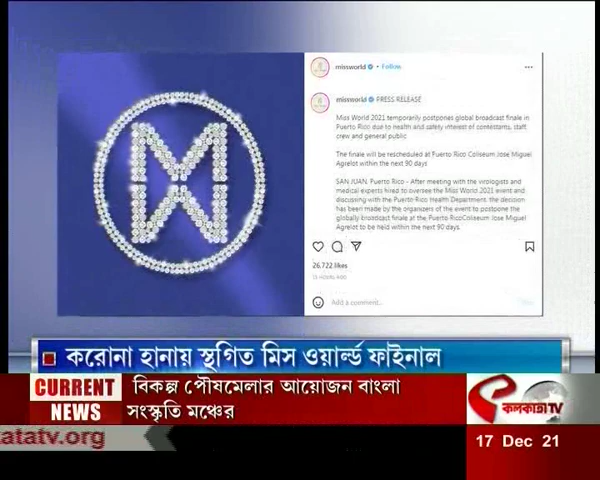 missworld • Follow
missworld PRESS RELEASE
Miss World 2021 temporarily postpones global broadcast finale in
Puerto Rico due to health and safety interest of contestants, staff
crew and general public
The finale will be rescheduled at Puerto Rico Coliseum Jose Miguel
Agrelot within the next 90 days
SAN JUAN, Puerto Rico - After meeting with the virologists and
medical experts hired to oversee the Miss World 2021 event and
discussing with the Puerto Rico Health Department, the decision
has been made by the organizers of the event to postpone the
globally broadcast finale at the Puerto RicoColiseum Jose Miguel
Agrelot to be held within the next 90 days.
26,722 likes
15 HOURS AGO
Add a comment...
করোনা হানায় স্থগিত মিস ওয়ার্ল্ড ফাইনাল
CURRENT
NEWS
বিকল্প পৌষমেলার আয়োজন বাংলা
সংস্কৃতি মঞ্চের
কলকাতা TV
atatv.org
17 Dec 21